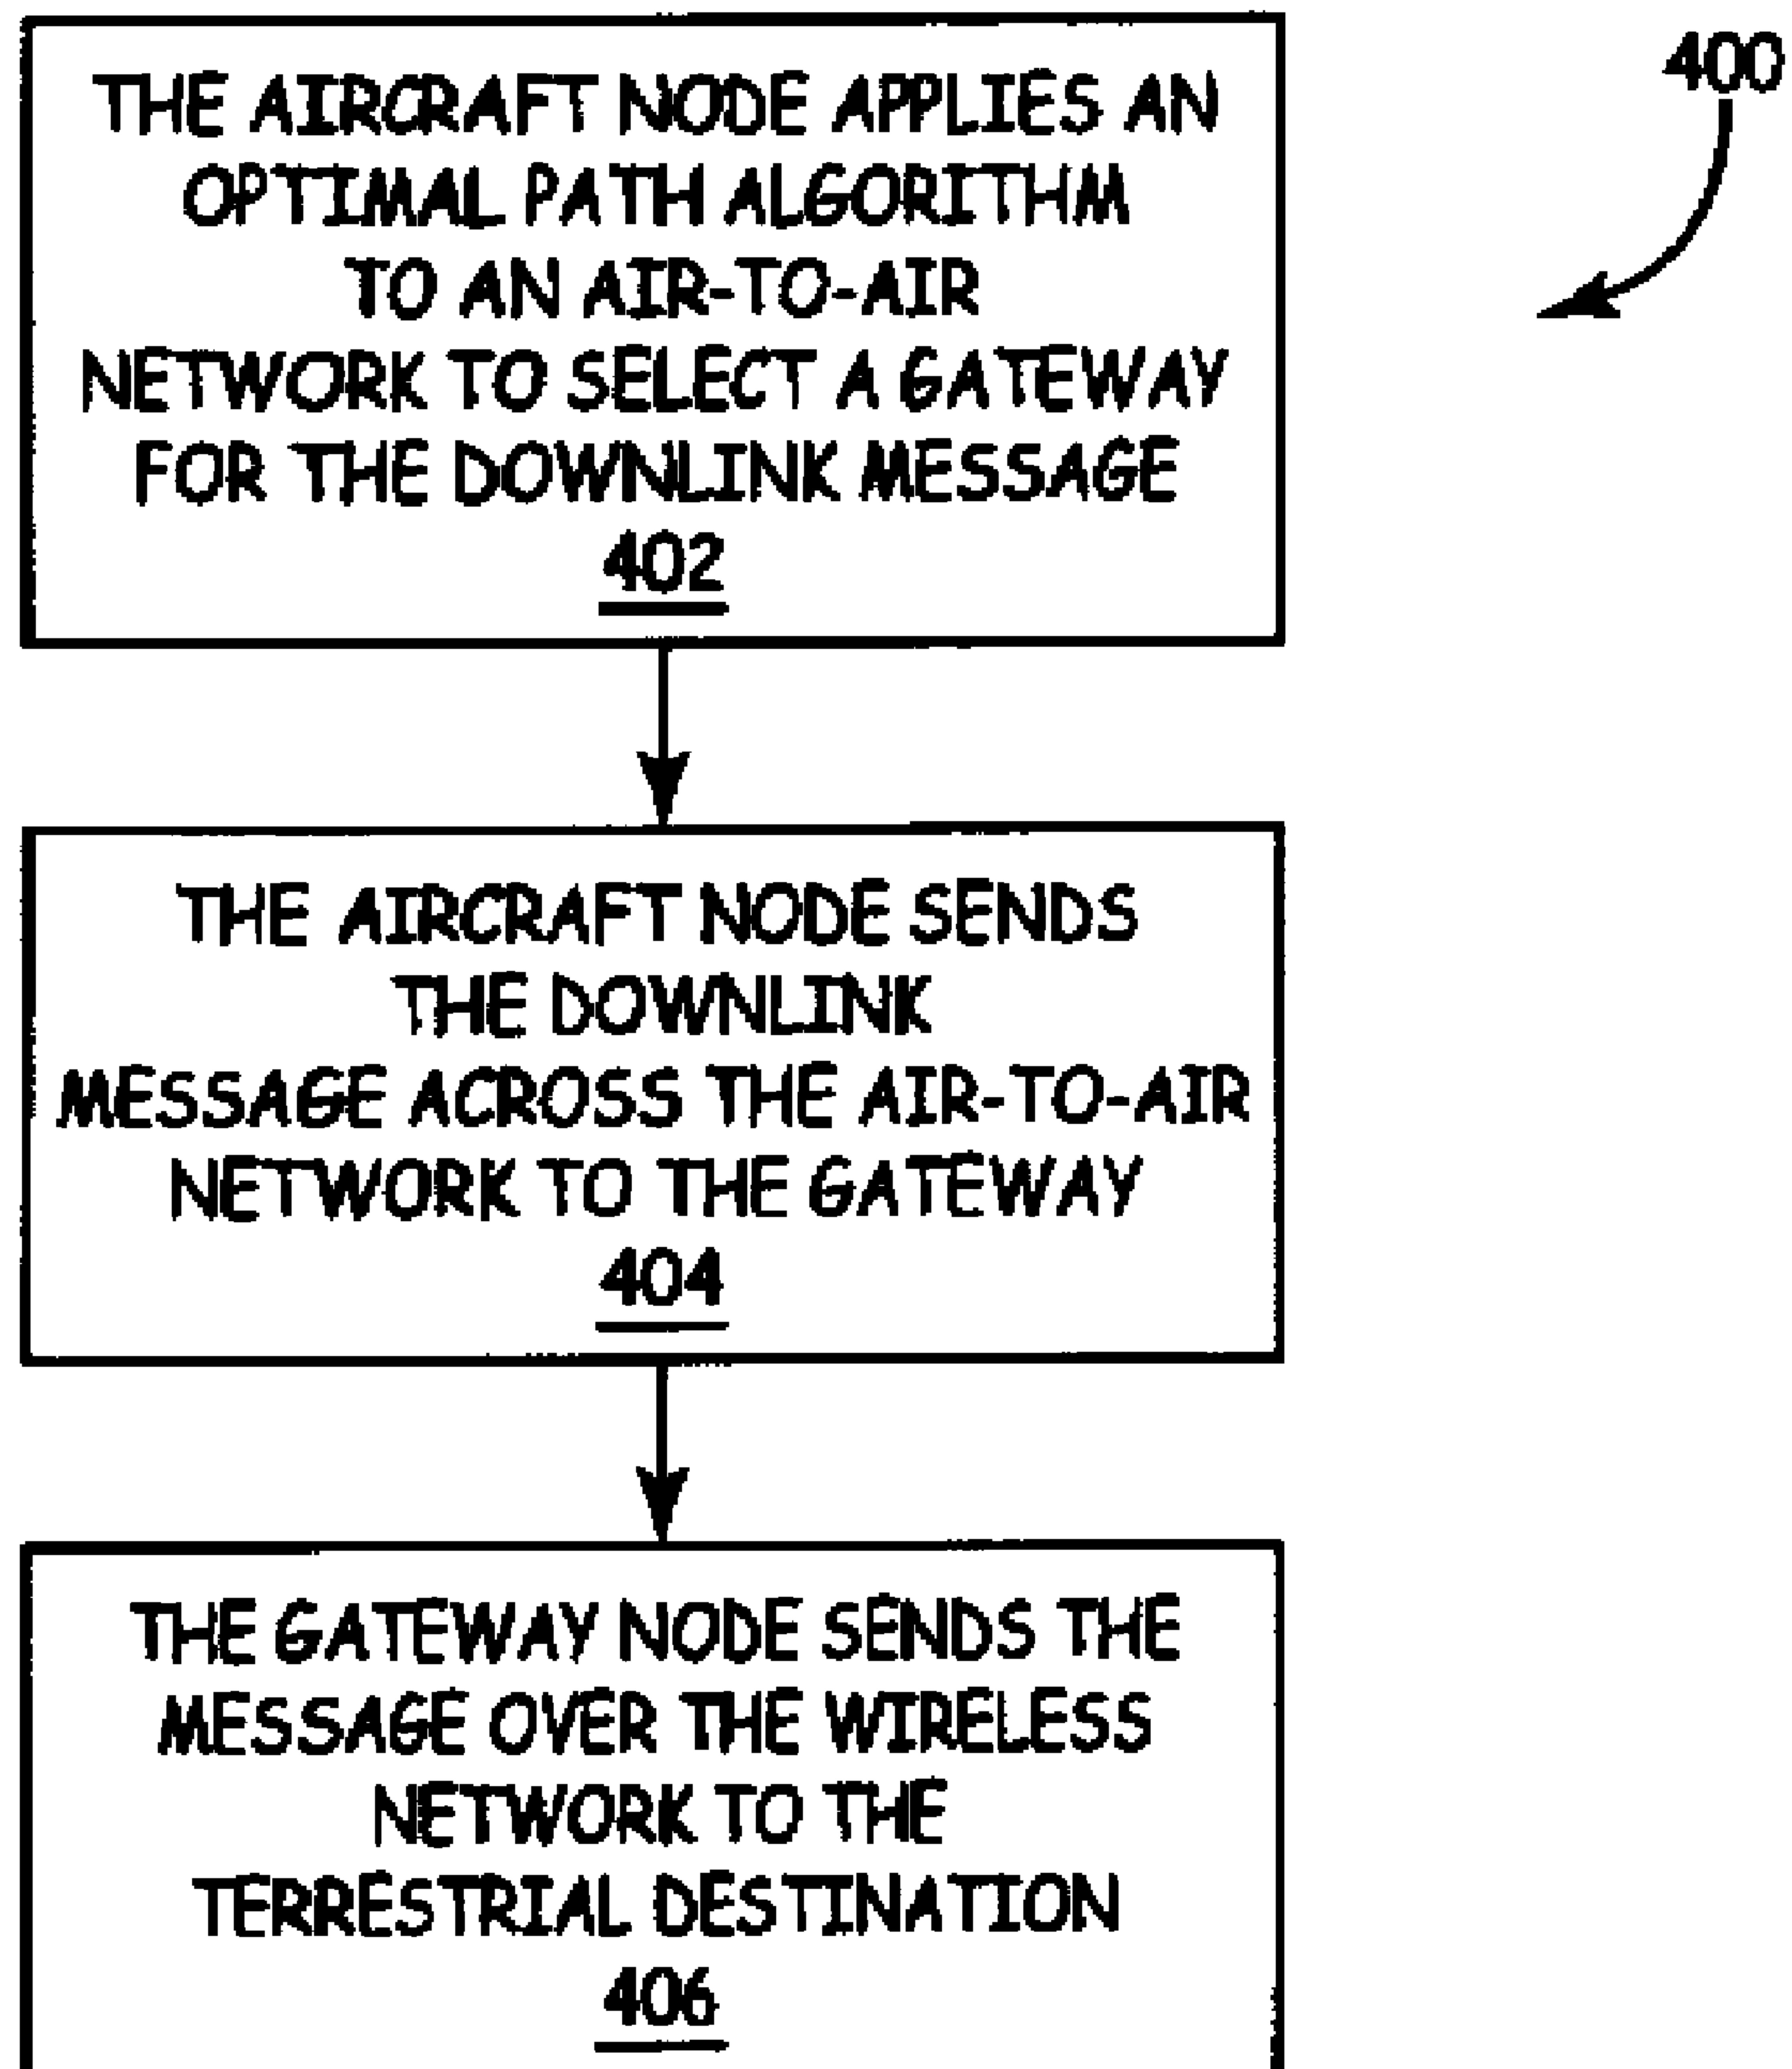 400
THE AIRCRAFT NODE APPLIES AN
OPTIMAL PATH ALGORITHM
TO AN AIR-TO-AIR
NETWORK TO SELECT A GATEWAY
FOR THE DOWNLINK MESSAGE
402
THE AIRCRAFT NODE SENDS
THE DOWNLINK
MESSAGE ACROSS THE AIR-TO-AIR
NETWORK TO THE GATEWAY
404
THE GATEWAY NODE SENDS THE
MESSAGE OVER THE WIRELESS
NETWORK TO THE
TERRESTRIAL DESTINATION
406